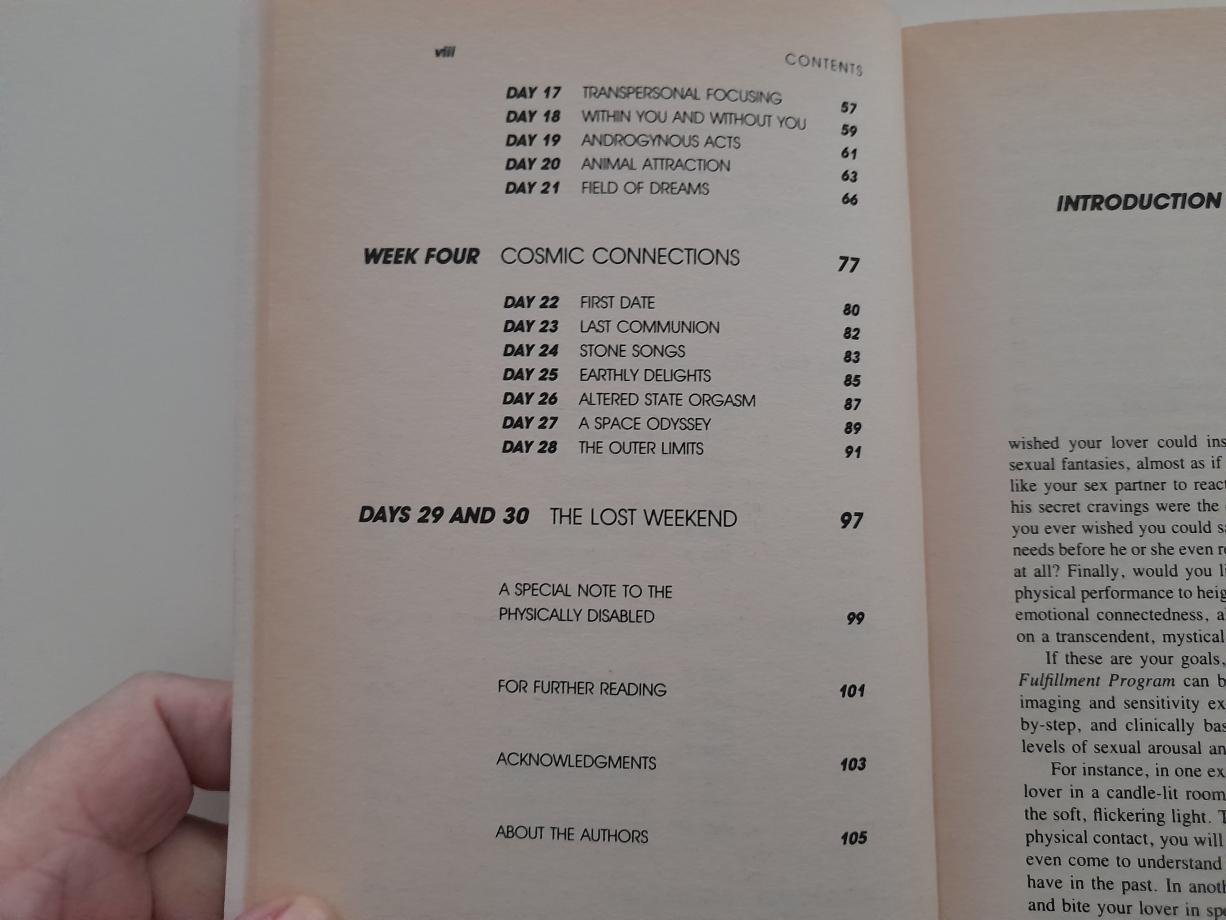 viii CONTENTS
DAY 17 TRANSPERSONAL FOCUSING 57
DAY 18 WITHIN YOU AND WITHOUT YOU 59
DAY 19 ANDROGYNOUS ACTS 61
DAY 20 ANIMAL ATTRACTION 63
DAY 21 FIELD OF DREAMS 66
WEEK FOUR COSMIC CONNECTIONS 77
DAY 22 FIRST DATE 80
DAY 23 LAST COMMUNION 82
DAY 24 STONE SONGS 83
DAY 25 EARTHLY DELIGHTS 85
DAY 26 ALTERED STATE ORGASM 87
DAY 27 A SPACE ODYSSEY 89
DAY 28 THE OUTER LIMITS 91
DAYS 29 AND 30 THE LOST WEEKEND 97
A SPECIAL NOTE TO THE
PHYSICALLY DISABLED 99
FOR FURTHER READING 101
ACKNOWLEDGMENTS 103
ABOUT THE AUTHORS 105
INTRODUCTION
wished your lover could
sexual fantasies, almost as if
like your sex partner to
his secret cravings were the
you ever wished you could
needs before he or she even
at all? Finally, would you
physical performance to
emotional connectedness,
on a transcendent, mystical
If these are your goals,
Fulfillment Program can
imaging and sensitivity
by-step, and clinically
levels of sexual arousal
For instance, in one
lover in a candle-lit room
the soft, flickering light.
physical contact, you will
even come to understand
have in the past. In
and bite your lover in